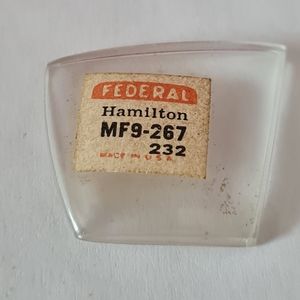 FEDERAL
Hamilton
MF9-267
232
MADE IN U.S.A.